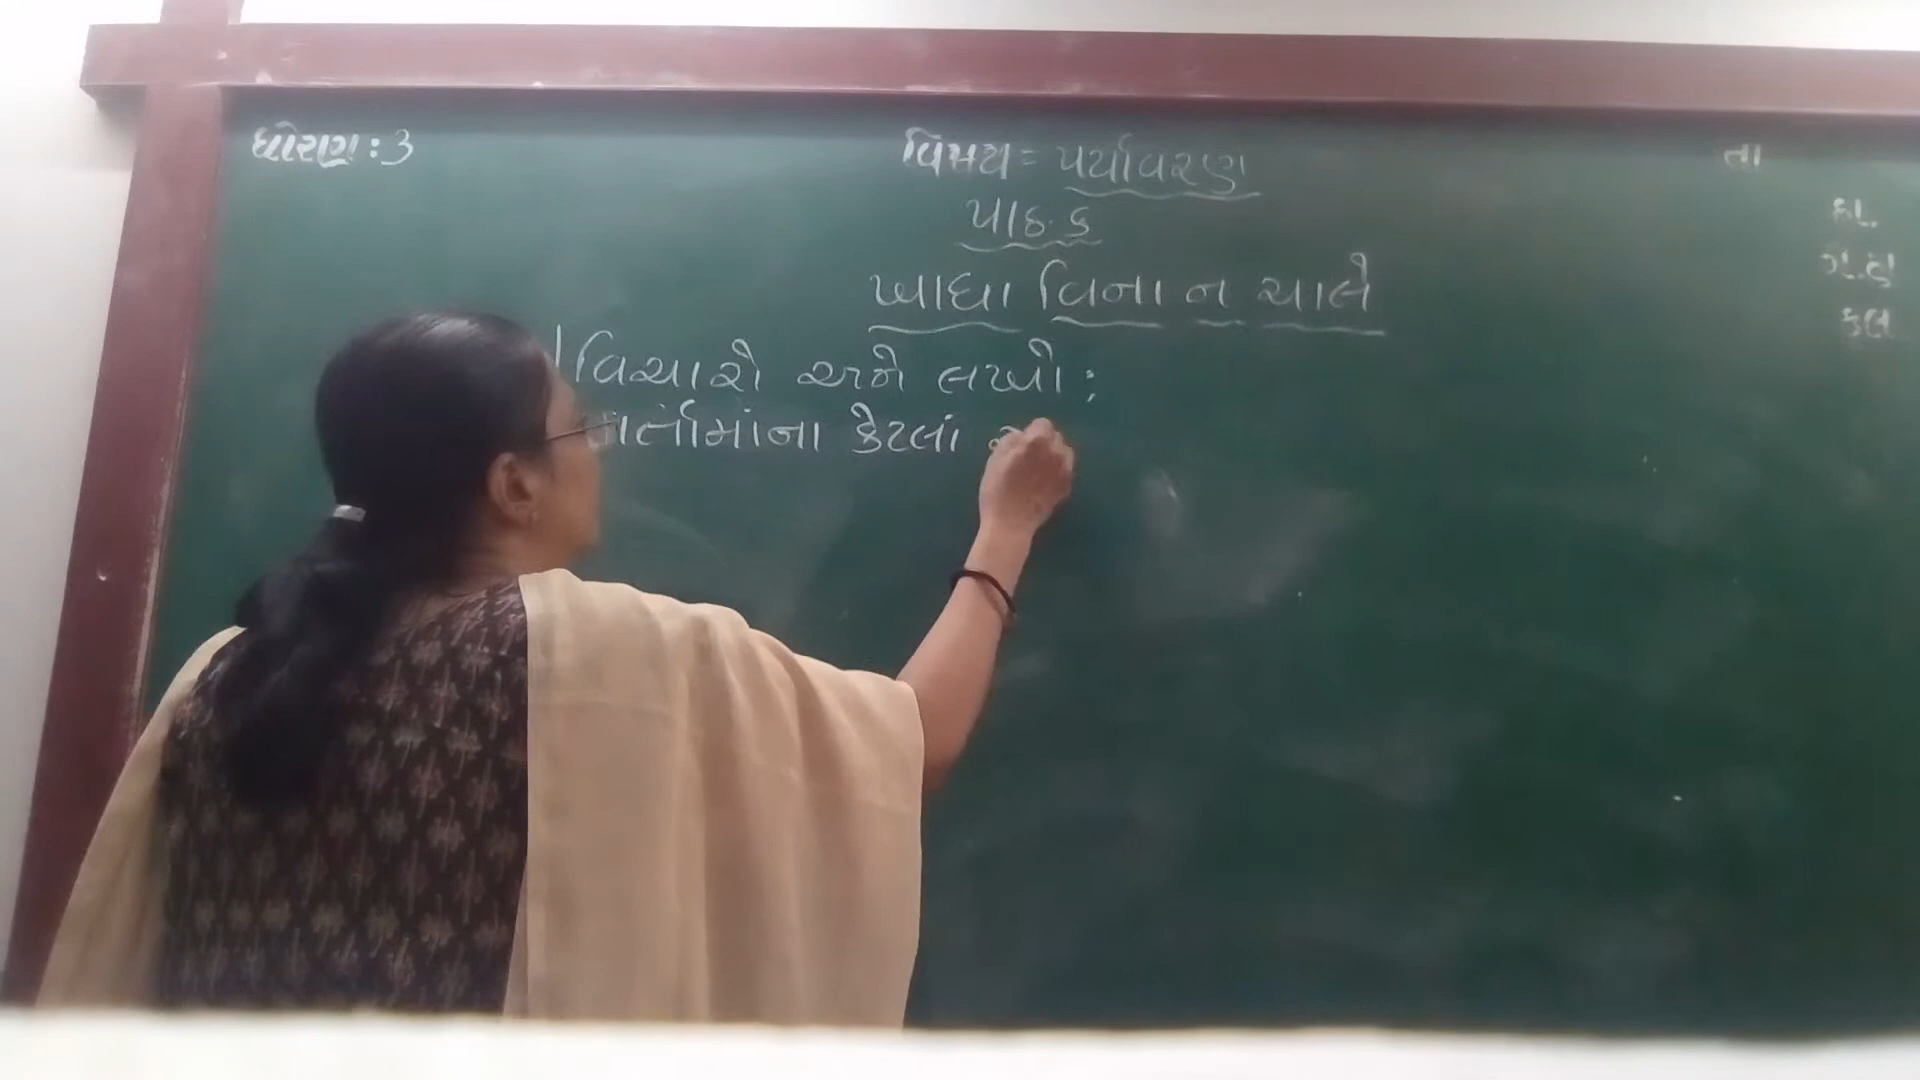 ધોરણ : 3
વિષય = પર્યાવરણ
તા
પાઠ. ૬
ખાધા વિના ન ચાલે
વિચારો અને લખો :
કેટલાં